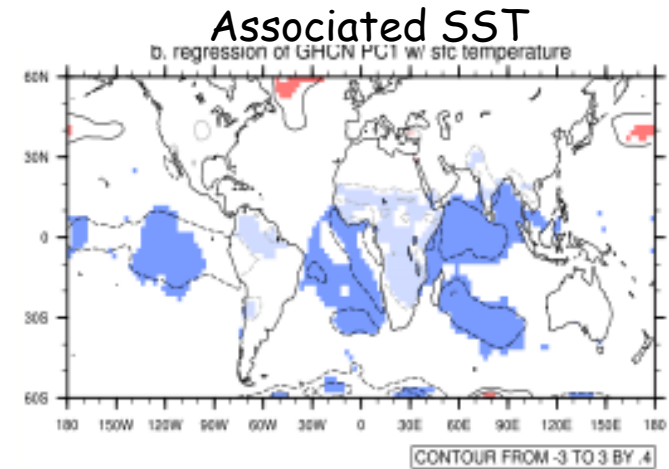 Associated SST
b. regression of GHCN PC1 w/ sfc temperature
60N
30N
0
30S
60S
180 150W 120W 90W 60W 30W 0 30E 60E 90E 120E 150E 180
CONTOUR FROM -3 TO 3 BY .4